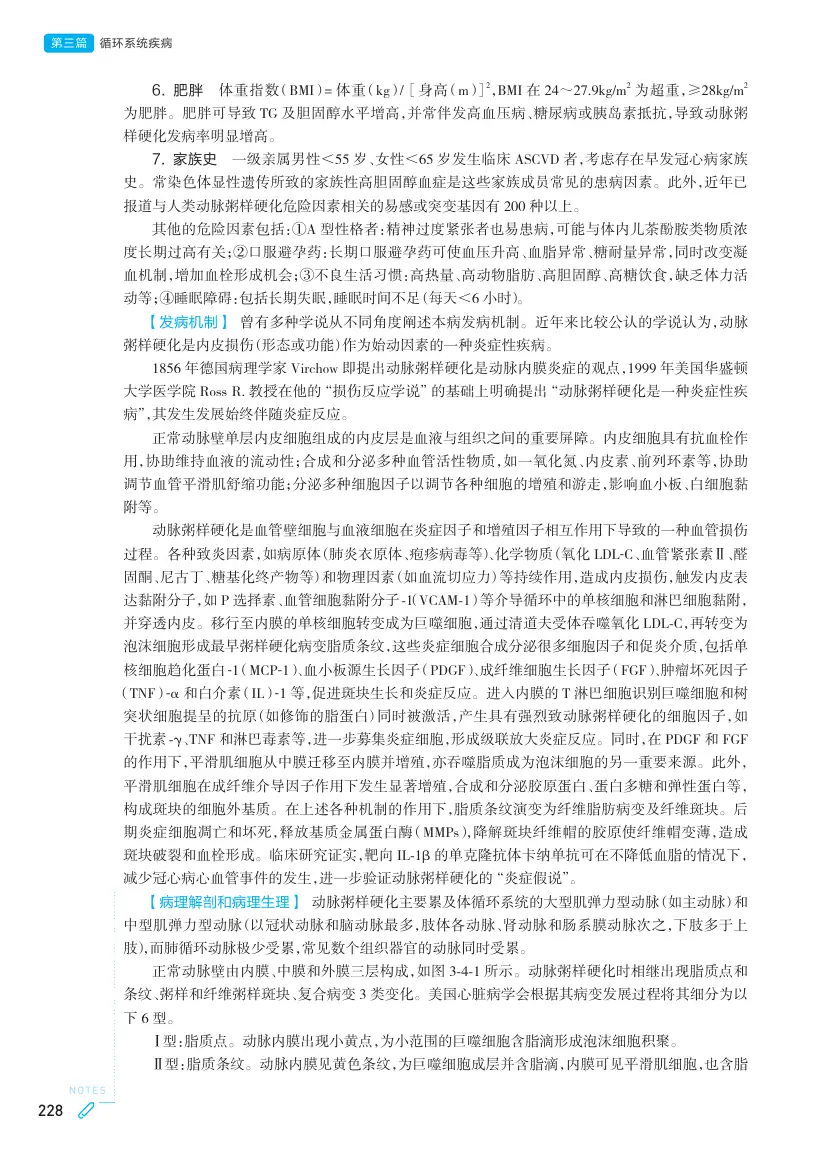 第三篇 循环系统疾病
6. 肥胖 体重指数(BMI)= 体重(kg)/[身高(m)]²,BMI 在 24～27.9kg/m² 为超重,≥28kg/m²
为肥胖。肥胖可导致 TG 及胆固醇水平增高,并常伴发高血压病、糖尿病或胰岛素抵抗,导致动脉粥
样硬化发病率明显增高。
7. 家族史 一级亲属男性＜55 岁、女性＜65 岁发生临床 ASCVD 者,考虑存在早发冠心病家族
史。常染色体显性遗传所致的家族性高胆固醇血症是这些家族成员常见的患病因素。此外,近年已
报道与人类动脉粥样硬化危险因素相关的易感或突变基因有 200 种以上。
其他的危险因素包括:①A 型性格者:精神过度紧张者也易患病,可能与体内儿茶酚胺类物质浓
度长期过高有关;②口服避孕药:长期口服避孕药可使血压升高、血脂异常、糖耐量异常,同时改变凝
血机制,增加血栓形成机会;③不良生活习惯:高热量、高动物脂肪、高胆固醇、高糖饮食,缺乏体力活
动等;④睡眠障碍:包括长期失眠,睡眠时间不足(每天＜6 小时)。
【发病机制】 曾有多种学说从不同角度阐述本病发病机制。近年来比较公认的学说认为,动脉
粥样硬化是内皮损伤(形态或功能)作为始动因素的一种炎症性疾病。
1856 年德国病理学家 Virchow 即提出动脉粥样硬化是动脉内膜炎症的观点,1999 年美国华盛顿
大学医学院 Ross R. 教授在他的“损伤反应学说”的基础上明确提出“动脉粥样硬化是一种炎症性疾
病”,其发生发展始终伴随炎症反应。
正常动脉壁单层内皮细胞组成的内皮层是血液与组织之间的重要屏障。内皮细胞具有抗血栓作
用,协助维持血液的流动性;合成和分泌多种血管活性物质,如一氧化氮、内皮素、前列环素等,协助
调节血管平滑肌舒缩功能;分泌多种细胞因子以调节各种细胞的增殖和游走,影响血小板、白细胞黏
附等。
动脉粥样硬化是血管壁细胞与血液细胞在炎症因子和增殖因子相互作用下导致的一种血管损伤
过程。各种致炎因素,如病原体(肺炎衣原体、疱疹病毒等)、化学物质(氧化 LDL-C、血管紧张素Ⅱ、醛
固酮、尼古丁、糖基化终产物等)和物理因素(如血流切应力)等持续作用,造成内皮损伤,触发内皮表
达黏附分子,如 P 选择素、血管细胞黏附分子-1(VCAM-1)等介导循环中的单核细胞和淋巴细胞黏附,
并穿透内皮。移行至内膜的单核细胞转变成为巨噬细胞,通过清道夫受体吞噬氧化 LDL-C,再转变为
泡沫细胞形成最早粥样硬化病变脂质条纹,这些炎症细胞合成分泌很多细胞因子和促炎介质,包括单
核细胞趋化蛋白-1(MCP-1)、血小板源生长因子(PDGF)、成纤维细胞生长因子(FGF)、肿瘤坏死因子
(TNF)-α 和白介素(IL)-1 等,促进斑块生长和炎症反应。进入内膜的 T 淋巴细胞识别巨噬细胞和树
突状细胞提呈的抗原(如修饰的脂蛋白)同时被激活,产生具有强烈致动脉粥样硬化的细胞因子,如
干扰素-γ、TNF 和淋巴毒素等,进一步募集炎症细胞,形成级联放大炎症反应。同时,在 PDGF 和 FGF
的作用下,平滑肌细胞从中膜迁移至内膜并增殖,亦吞噬脂质成为泡沫细胞的另一重要来源。此外,
平滑肌细胞在成纤维介导因子作用下发生显著增殖,合成和分泌胶原蛋白、蛋白多糖和弹性蛋白等,
构成斑块的细胞外基质。在上述各种机制的作用下,脂质条纹演变为纤维脂肪病变及纤维斑块。后
期炎症细胞凋亡和坏死,释放基质金属蛋白酶(MMPs),降解斑块纤维帽的胶原使纤维帽变薄,造成
斑块破裂和血栓形成。临床研究证实,靶向 IL-1β 的单克隆抗体卡纳单抗可在不降低血脂的情况下,
减少冠心病心血管事件的发生,进一步验证动脉粥样硬化的“炎症假说”。
【病理解剖和病理生理】 动脉粥样硬化主要累及体循环系统的大型肌弹力型动脉(如主动脉)和
中型肌弹力型动脉(以冠状动脉和脑动脉最多,肢体各动脉、肾动脉和肠系膜动脉次之,下肢多于上
肢),而肺循环动脉极少受累,常见数个组织器官的动脉同时受累。
正常动脉壁由内膜、中膜和外膜三层构成,如图 3-4-1 所示。动脉粥样硬化时相继出现脂质点和
条纹、粥样和纤维粥样斑块、复合病变 3 类变化。美国心脏病学会根据其病变发展过程将其细分为以
下 6 型。
Ⅰ型:脂质点。动脉内膜出现小黄点,为小范围的巨噬细胞含脂滴形成泡沫细胞积聚。
Ⅱ型:脂质条纹。动脉内膜见黄色条纹,为巨噬细胞成层并含脂滴,内膜可见平滑肌细胞,也含脂
NOTES
228